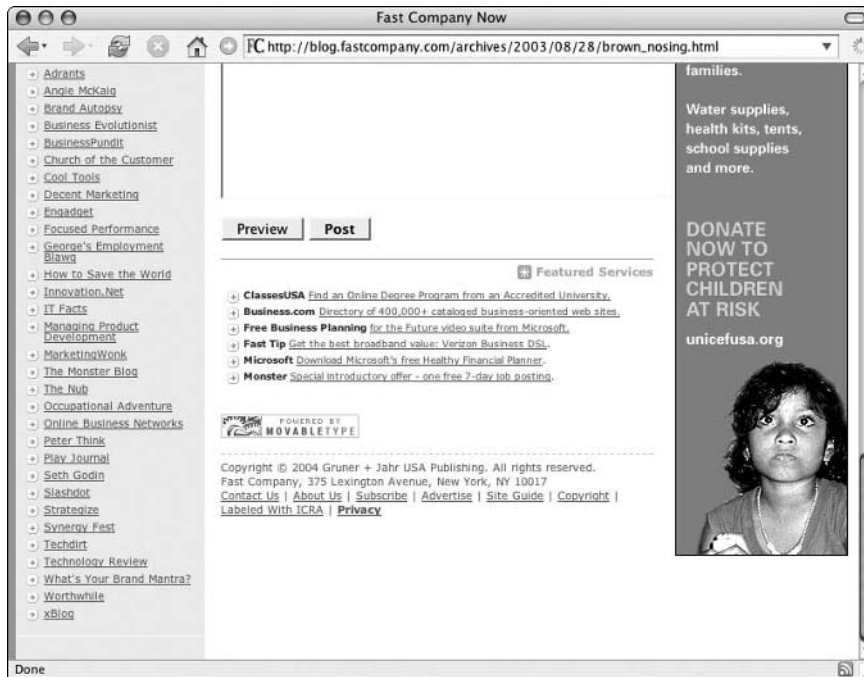 Fast Company Now
FC http://blog.fastcompany.com/archives/2003/08/28/brown_nosing.html
Adrants
Angie McKaig
Brand Autopsy
Business Evolutionist
BusinessPundit
Church of the Customer
Cool Tools
Decent Marketing
Engadget
Focused Performance
George's Employment
Blawg
How to Save the World
Innovation.Net
IT Facts
Managing Product
Development
MarketingWonk
The Monster Blog
The Nub
Occupational Adventure
Online Business Networks
Peter Think
Play Journal
Seth Godin
Slashdot
Strategize
Synergy Fest
Techdirt
Technology Review
What's Your Brand Mantra?
Worthwhile
xBlog
Preview Post
Featured Services
ClassesUSA Find an Online Degree Program from an Accredited University.
Business.com Directory of 400,000+ cataloged business-oriented web sites.
Free Business Planning for the Future video suite from Microsoft.
Fast Tip Get the best broadband value: Verizon Business DSL.
Microsoft Download Microsoft's free Healthy Financial Planner.
Monster Special introductory offer - one free 7-day job posting.
POWERED BY
MOVABLETYPE
Copyright © 2004 Gruner + Jahr USA Publishing. All rights reserved.
Fast Company, 375 Lexington Avenue, New York, NY 10017
Contact Us | About Us | Subscribe | Advertise | Site Guide | Copyright |
Labeled With ICRA | Privacy
families.
Water supplies,
health kits, tents,
school supplies
and more.
DONATE
NOW TO
PROTECT
CHILDREN
AT RISK
unicefusa.org
Done